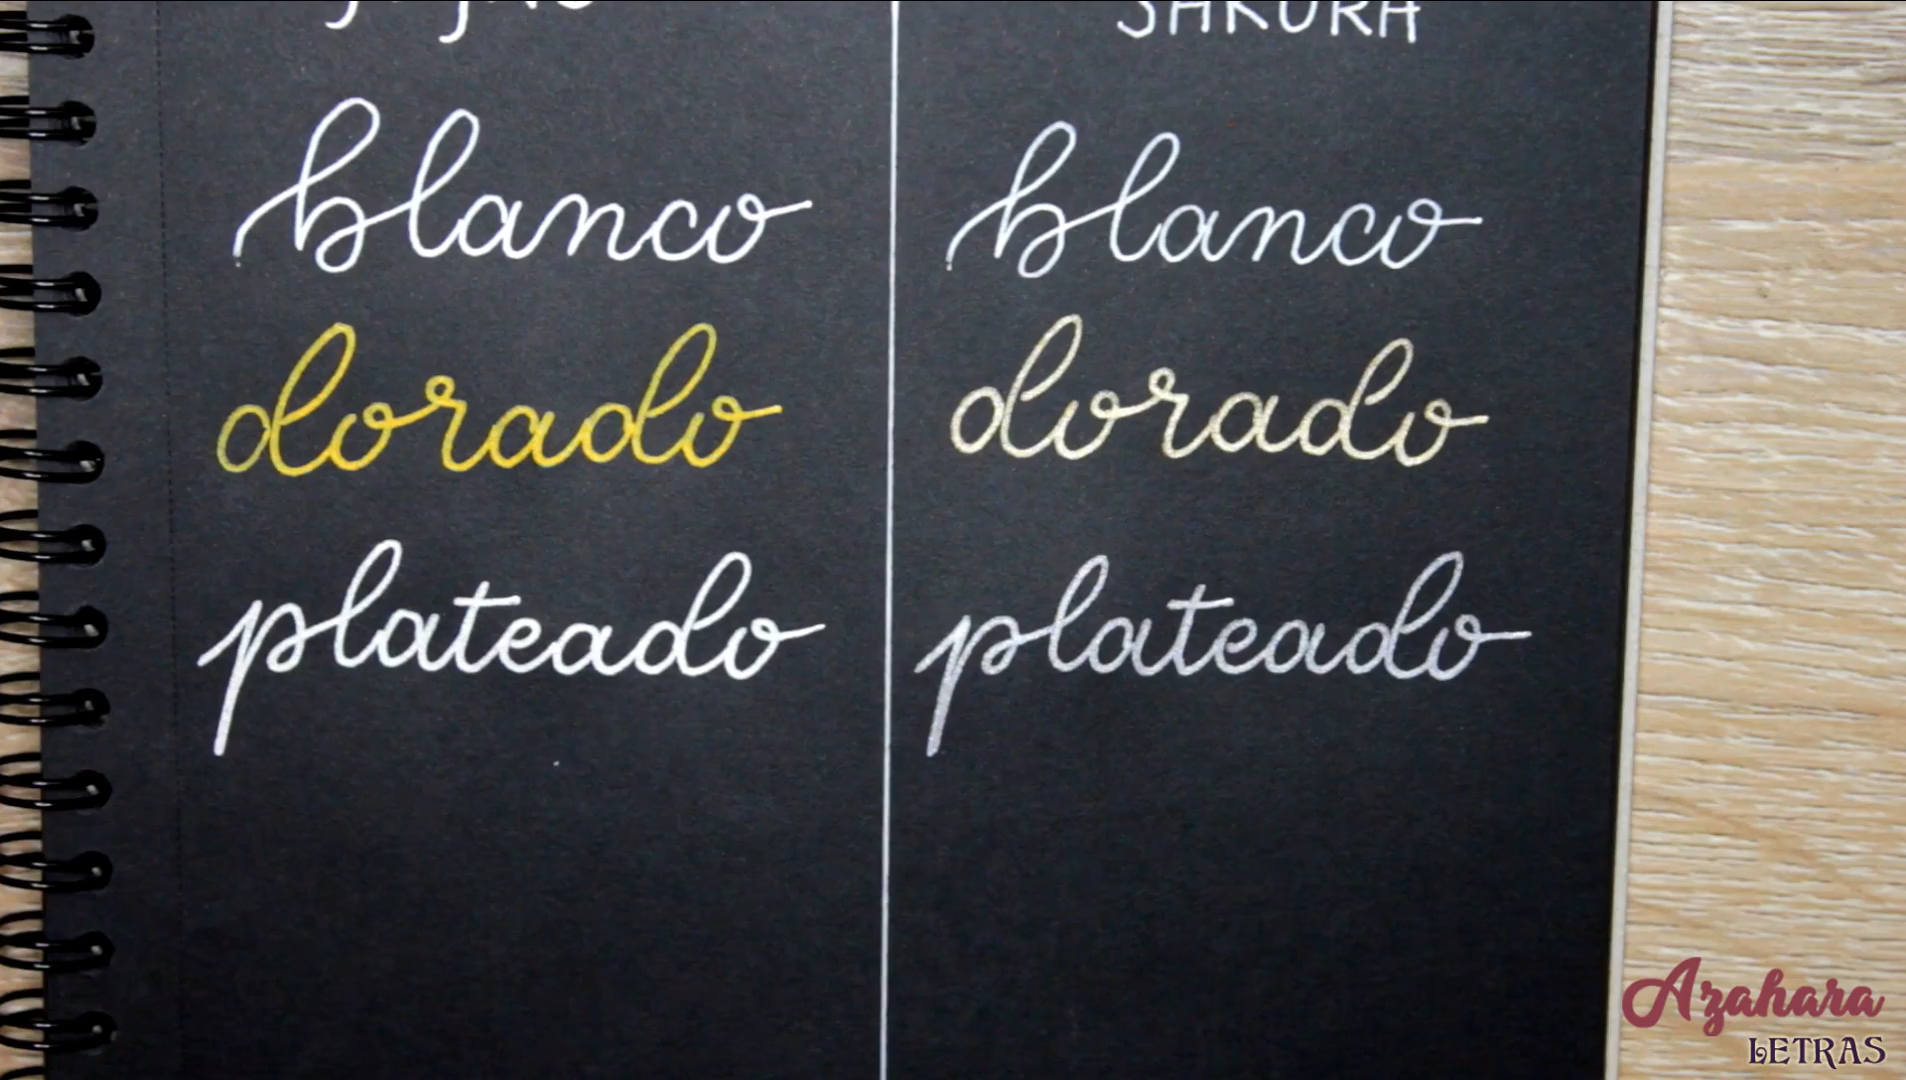 SAKURA
blanco blanco
dorado dorado
plateado plateado
Azahara
LETRAS